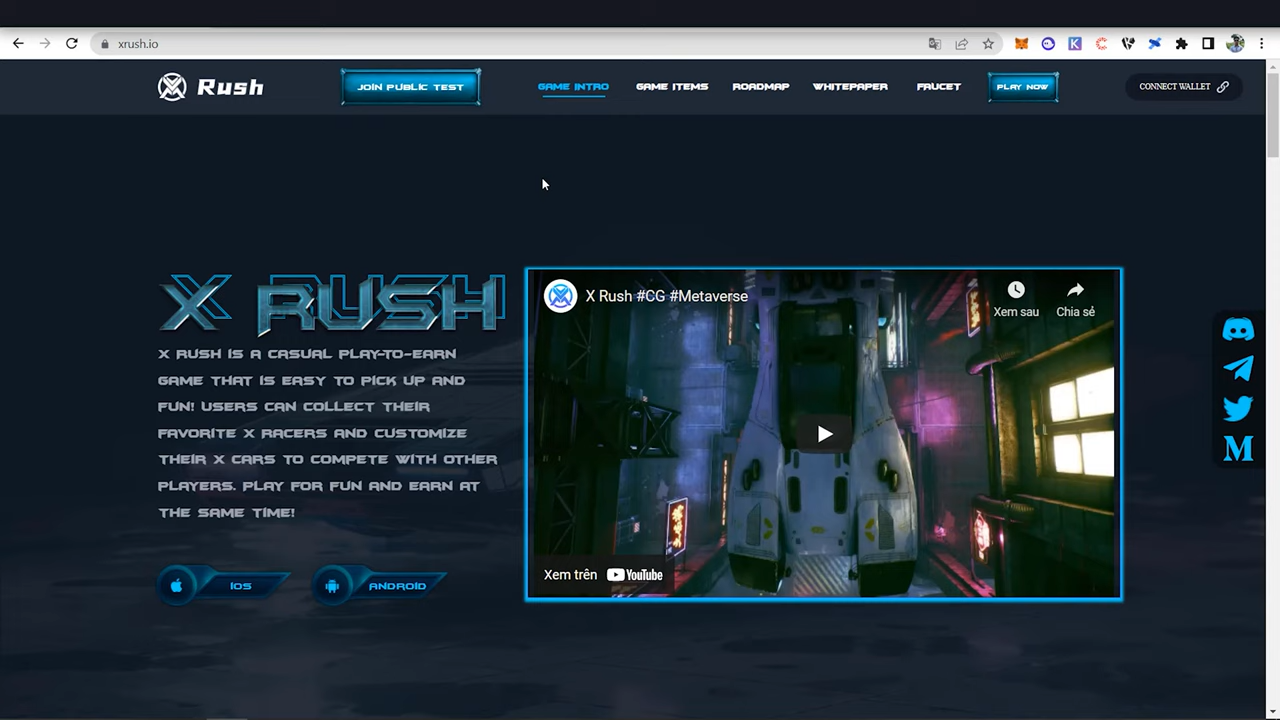 xrush.io
Rush
JOIN PUBLIC TEST
GAME INTRO
GAME ITEMS
ROADMAP
WHITEPAPER
FAUCET
PLAY NOW
CONNECT WALLET
X RUSH
X RUSH IS A CASUAL PLAY-TO-EARN
GAME THAT IS EASY TO PICK UP AND
FUN! USERS CAN COLLECT THEIR
FAVORITE X RACERS AND CUSTOMIZE
THEIR X CARS TO COMPETE WITH OTHER
PLAYERS. PLAY FOR FUN AND EARN AT
THE SAME TIME!
IOS
ANDROID
X Rush #CG #Metaverse
Xem sau
Chia sẻ
Xem trên YouTube